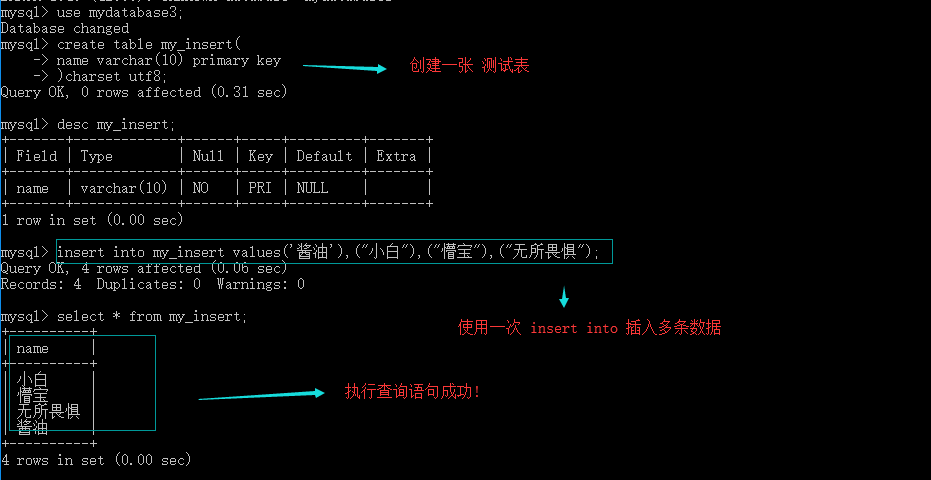 mysql> use mydatabase3;
Database changed
mysql> create table my_insert(
    -> name varchar(10) primary key
    -> )charset utf8;
创建一张 测试表
Query OK, 0 rows affected (0.31 sec)
mysql> desc my_insert;
+-------+-------------+------+-----+---------+-------+
| Field | Type        | Null | Key | Default | Extra |
+-------+-------------+------+-----+---------+-------+
| name  | varchar(10) | NO   | PRI | NULL    |       |
+-------+-------------+------+-----+---------+-------+
1 row in set (0.00 sec)
mysql> insert into my_insert values('酱油'),("小白"),("懵宝"),("无所畏惧");
Query OK, 4 rows affected (0.06 sec)
Records: 4  Duplicates: 0  Warnings: 0
使用一次 insert into 插入多条数据
mysql> select * from my_insert;
+----------+
| name     |
+----------+
| 小白     |
| 懵宝     |
| 无所畏惧 |
| 酱油     |
+----------+
执行查询语句成功!
4 rows in set (0.00 sec)